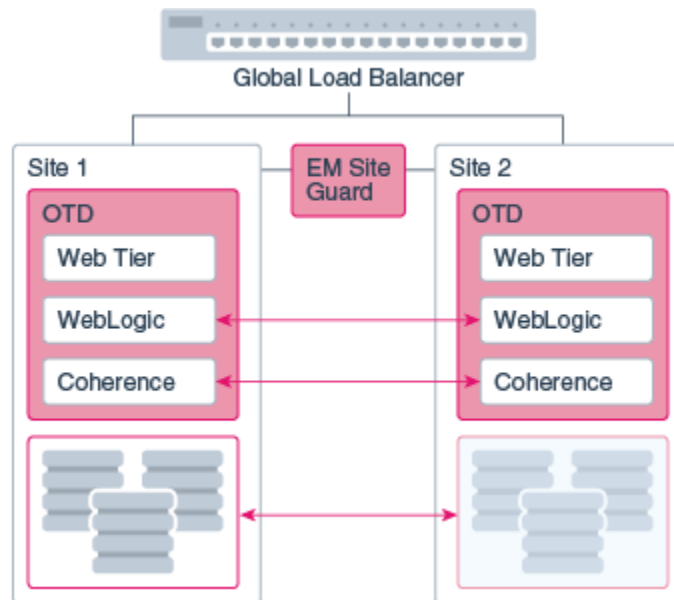 Global Load Balancer
Site 1
EM Site
Guard
Site 2
OTD
Web Tier
WebLogic
Coherence
OTD
Web Tier
WebLogic
Coherence